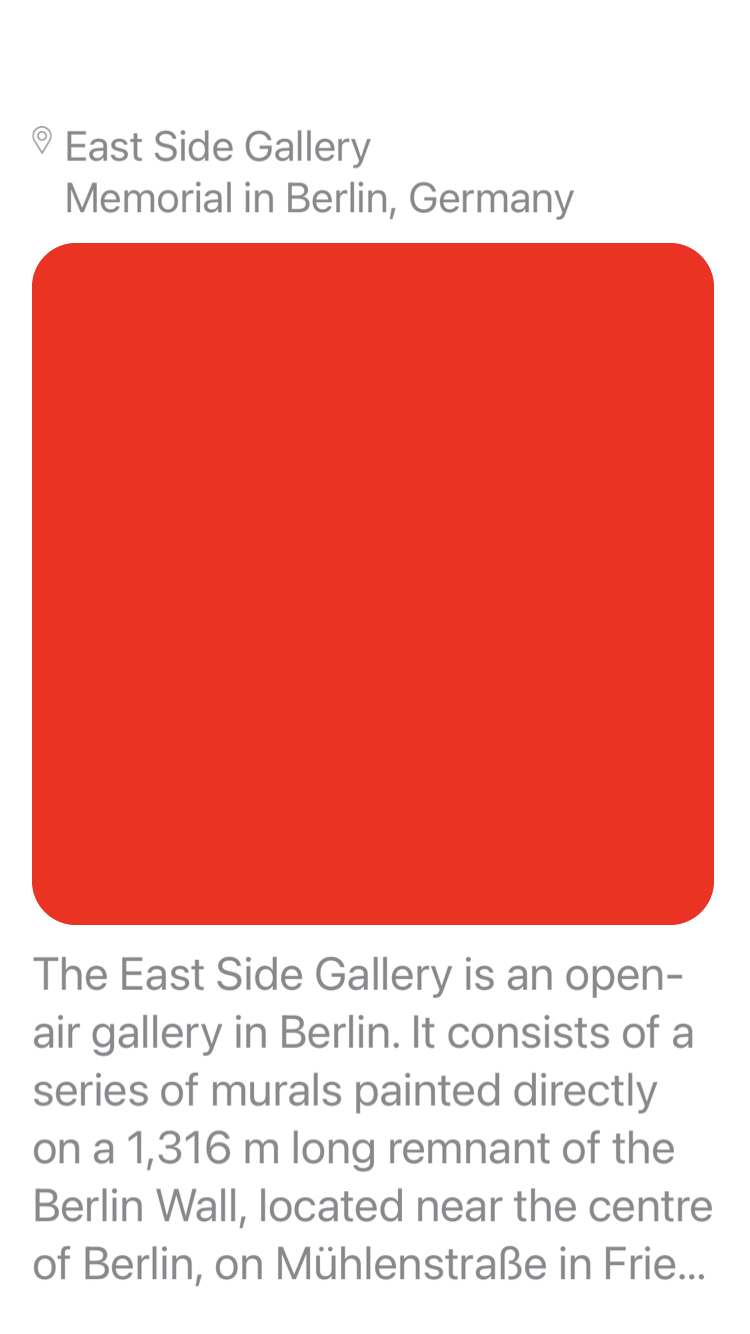 East Side Gallery
Memorial in Berlin, Germany
The East Side Gallery is an open-
air gallery in Berlin. It consists of a
series of murals painted directly
on a 1,316 m long remnant of the
Berlin Wall, located near the centre
of Berlin, on Mühlenstraße in Frie...